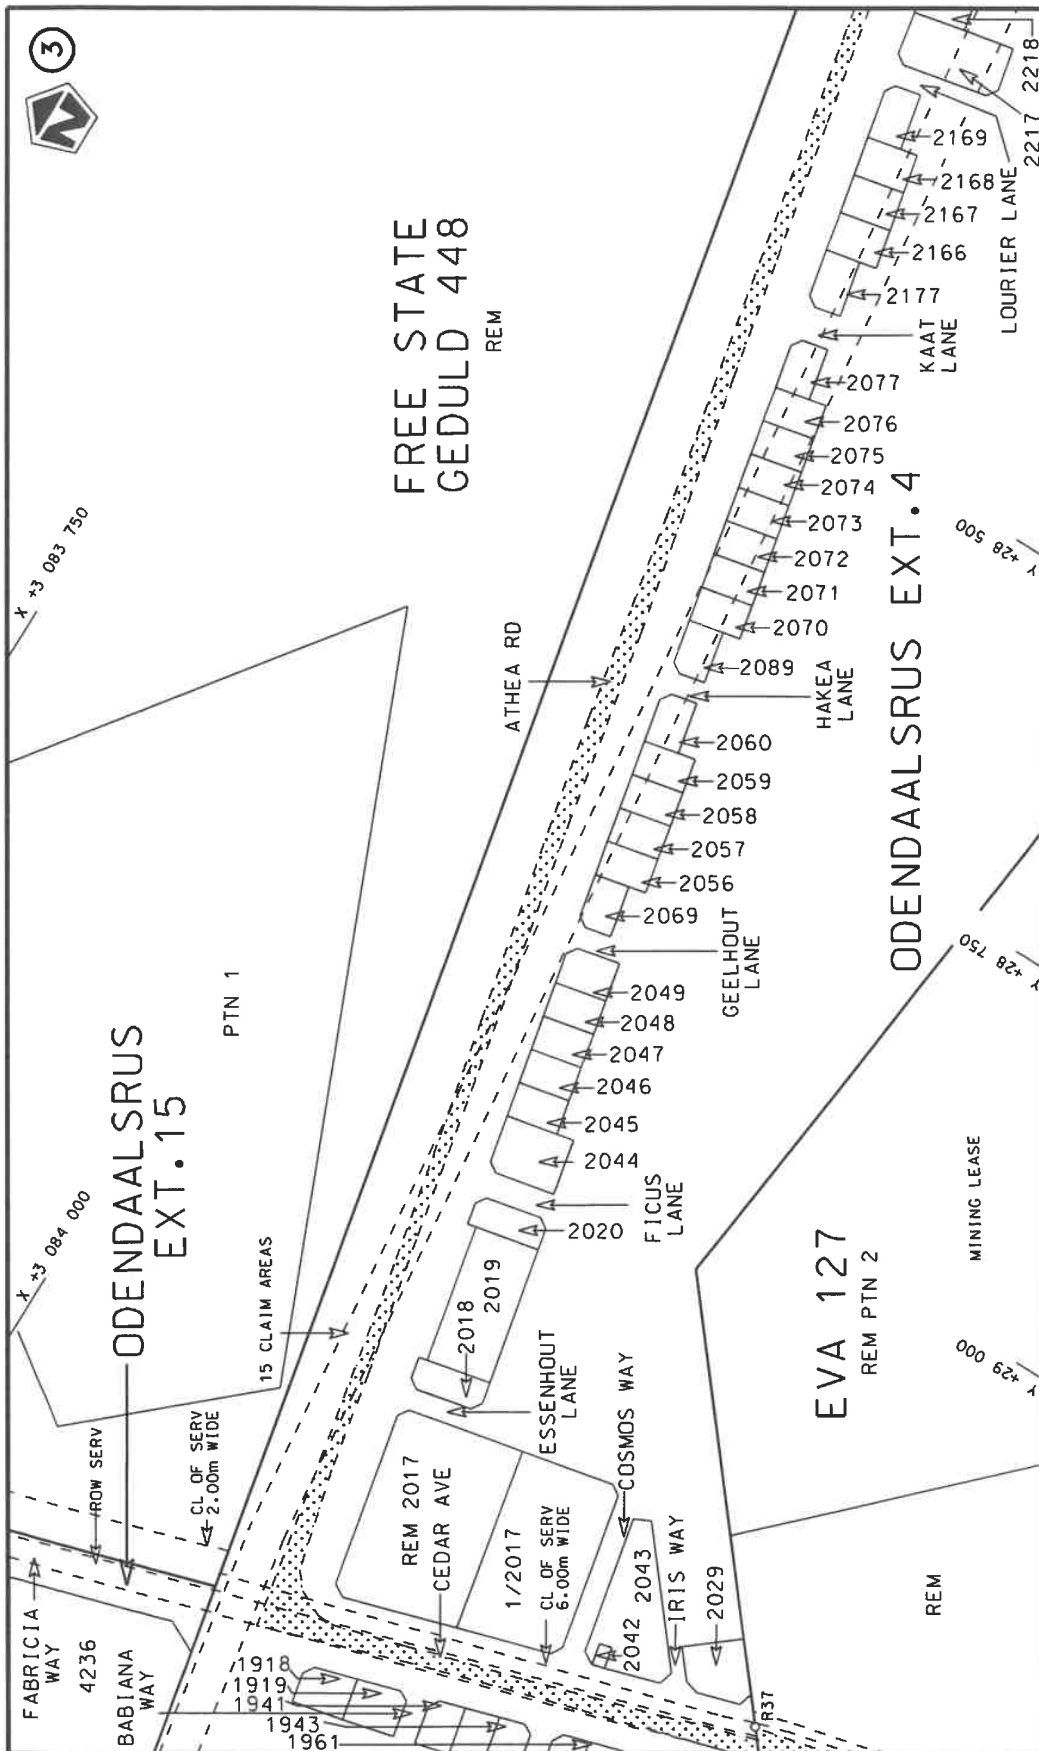 3
N
X +3 083 750
FREE STATE
GEDULD 448
REM
2218
2217
LOURIER LANE
2169
2168
2167
2166
2177
KAAT
LANE
2077
2076
2075
2074
2073
2072
2071
2070
2089
HAKEA
LANE
ATHEA RD
ODENDAALSRUS EXT.4
Y +28 500
2060
2059
2058
2057
2056
2069
GEELHOUT
LANE
2049
2048
2047
2046
2045
2044
FICUS
LANE
2020
2019
2018
ESSENHOUT
LANE
Y +28 750
PTN 1
ODENDAALSRUS
EXT.15
X +3 084 000
15 CLAIM AREAS
CL OF SERV
2.00m WIDE
ROW SERV
FABRICIA
WAY
4236
BABIANA
WAY
REM 2017
CEDAR AVE
1/2017
CL OF SERV
6.00m WIDE
COSMOS WAY
2043
2042
IRIS WAY
2029
EVA 127
REM PTN 2
MINING LEASE
Y +29 000
REM
R37
1918
1919
1941
1943
1961